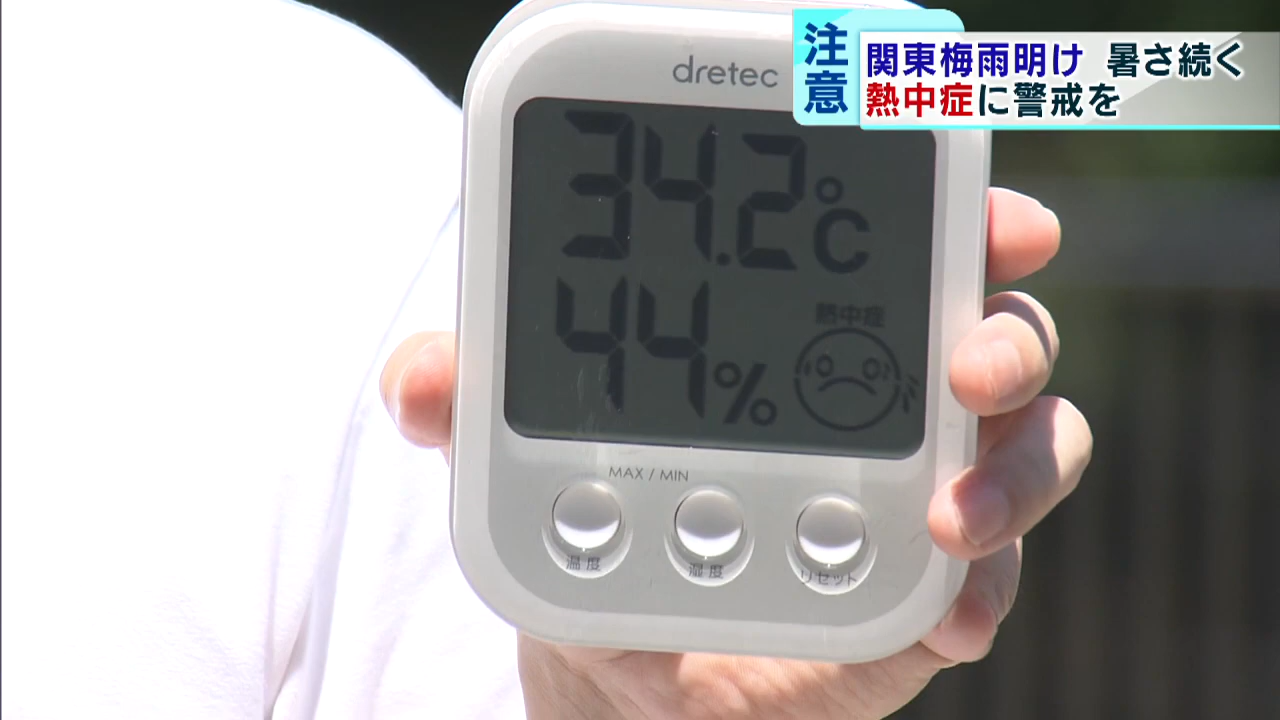 注意
関東梅雨明け 暑さ続く
熱中症に警戒を
dretec
34.2℃
44%
熱中症
MAX / MIN
温度
湿度
リセット